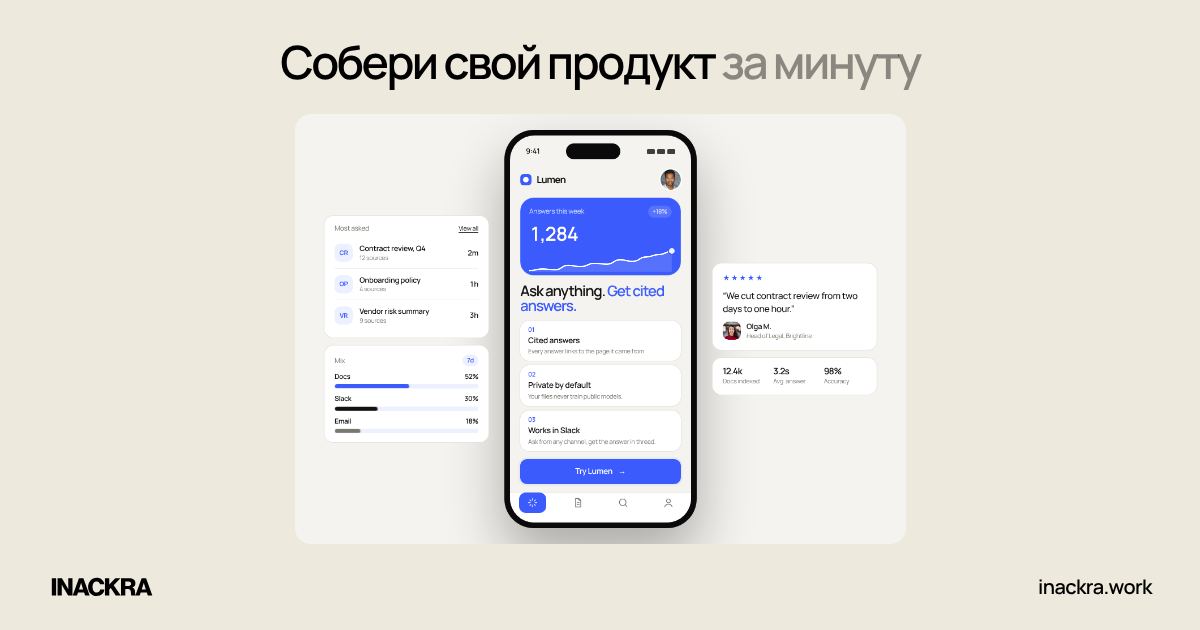 Собери свой продукт за минуту
Most asked
View all
CR
Contract review, Q4
12 sources
2m
OP
Onboarding policy
4 sources
1h
VR
Vendor risk summary
9 sources
3h
Mix
7d
Docs
52%
Slack
30%
Email
18%
9:41
Lumen
Answers this week
+18%
1,284
Ask anything. Get cited
answers.
01
Cited answers
Every answer links to the page it came from
02
Private by default
Your files never train public models.
03
Works in Slack
Ask from any channel, get the answer in thread.
Try Lumen →
★★★★★
"We cut contract review from two
days to one hour."
Olga M.
Head of Legal, Brightline
12.4k
Docs indexed
3.2s
Avg. answer
98%
Accuracy
INACKRA
inackra.work